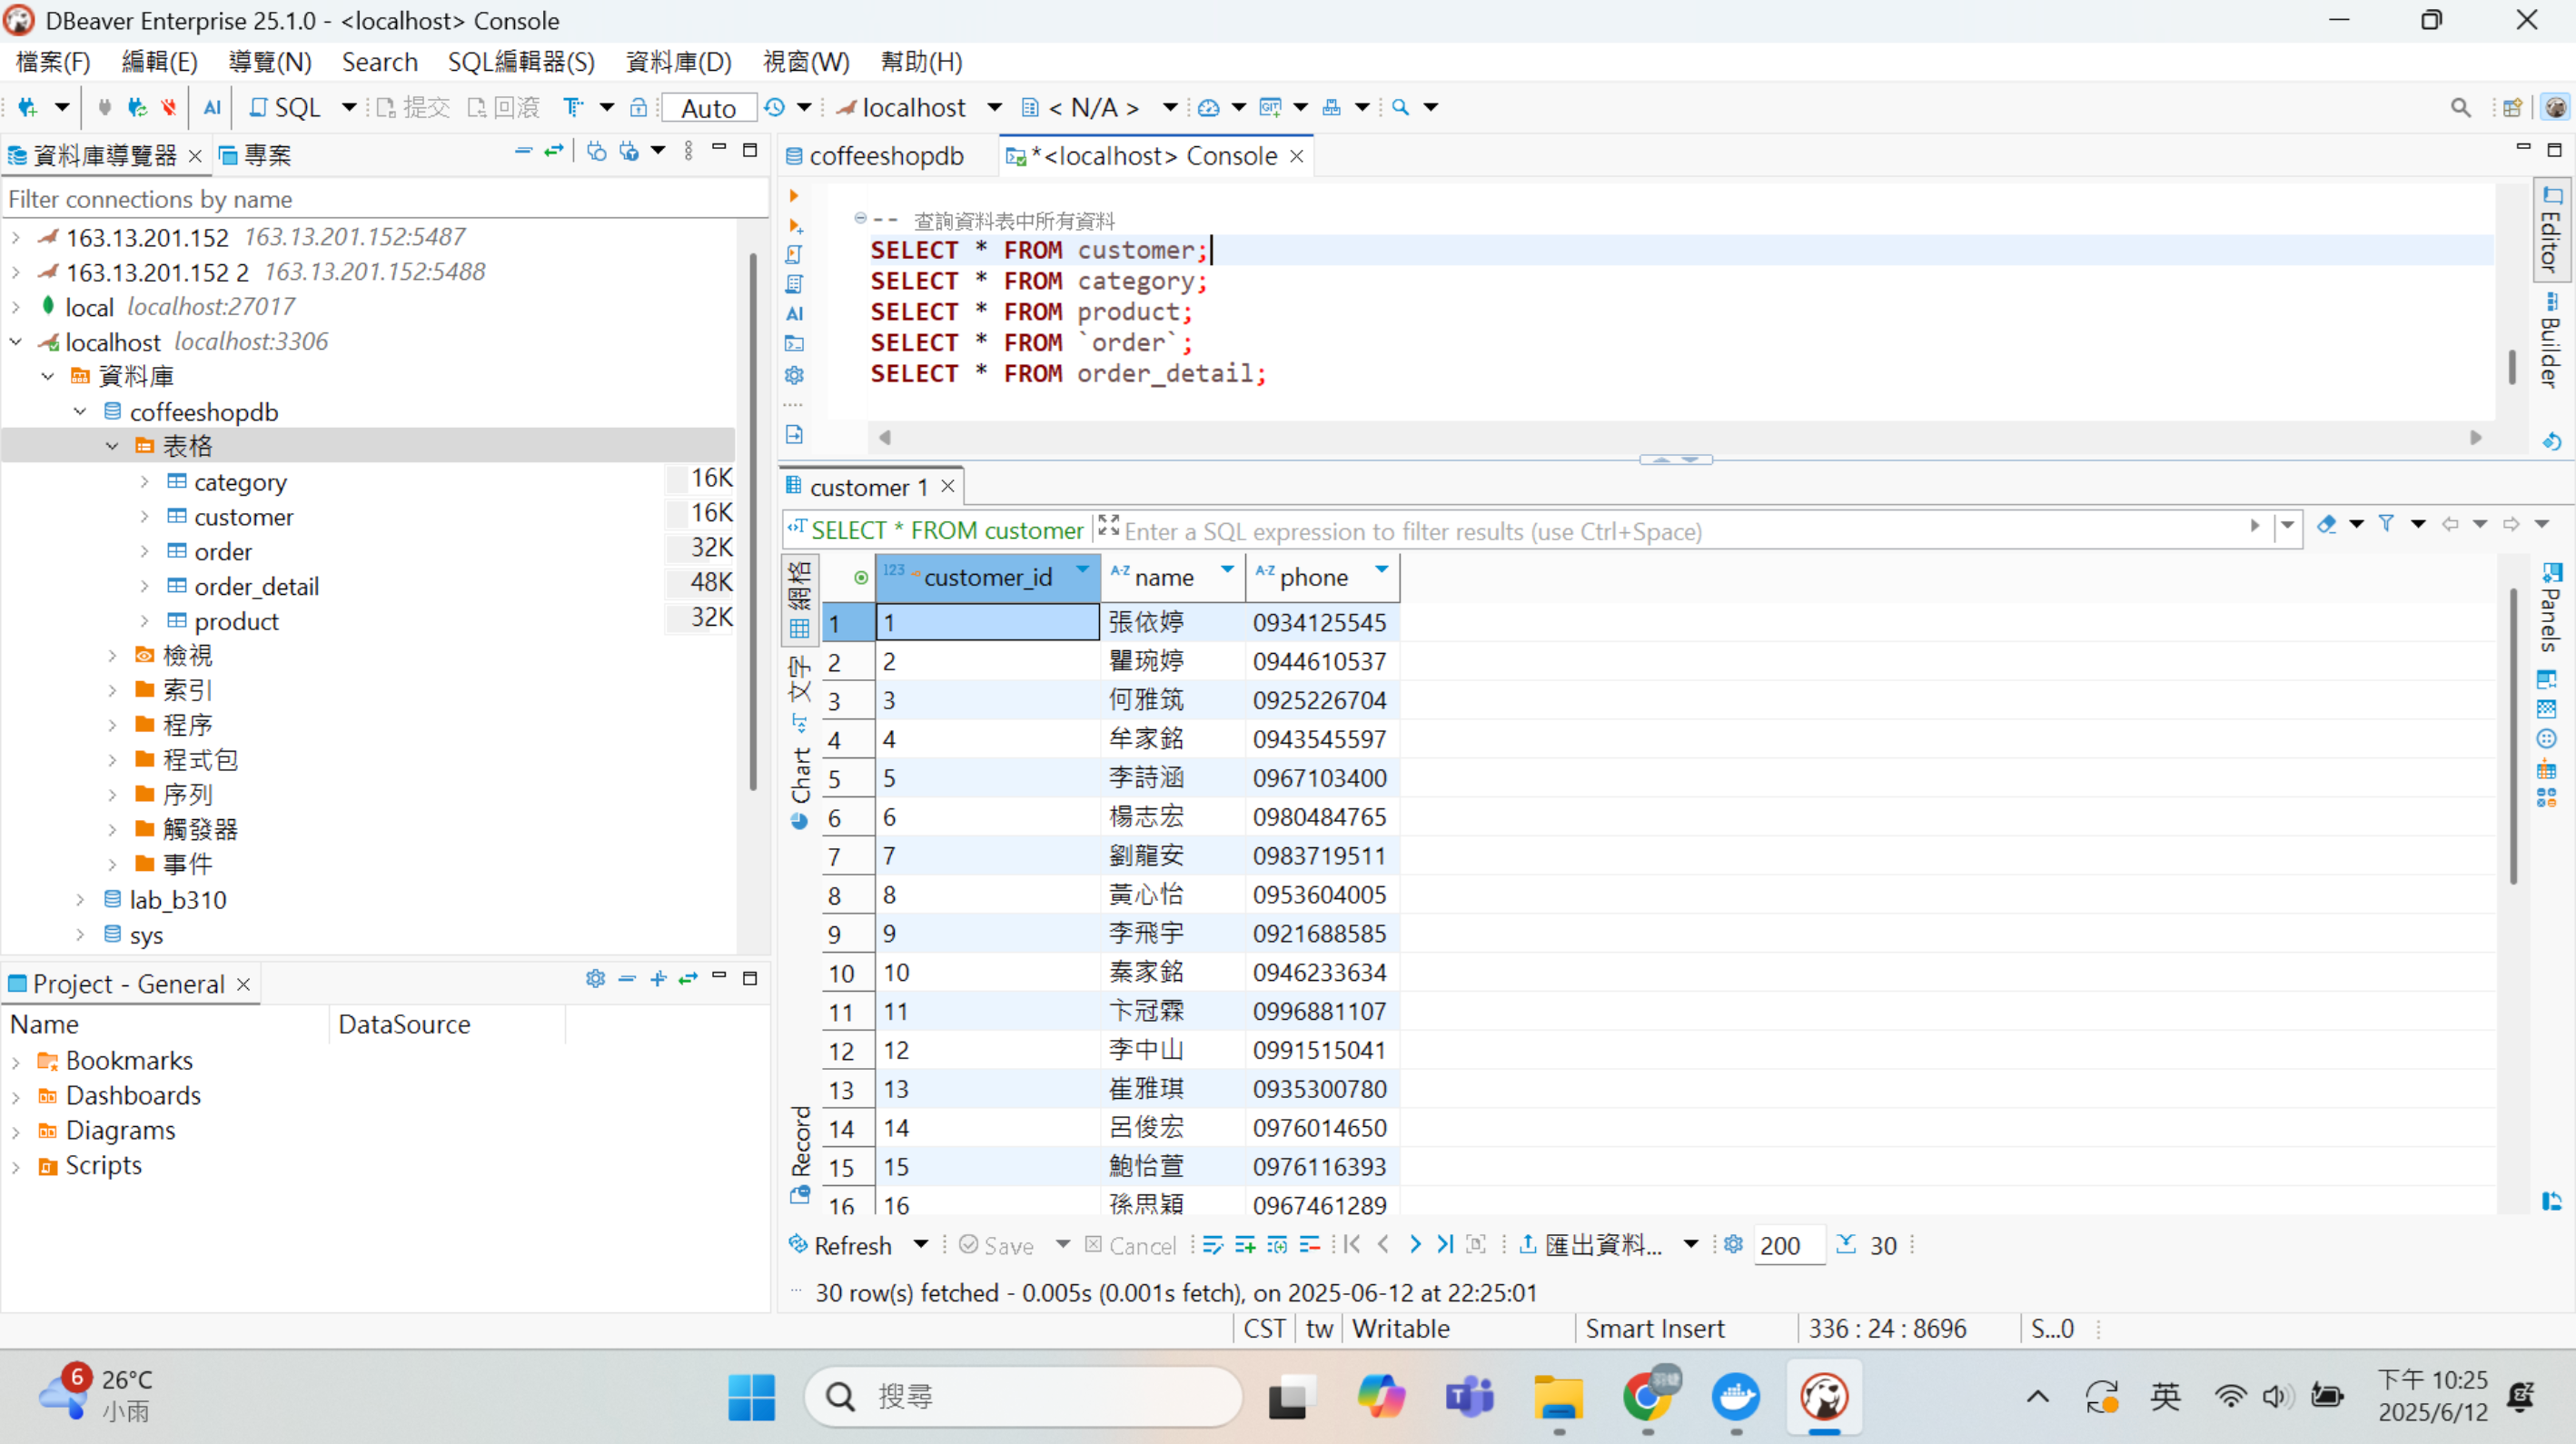 DBeaver Enterprise 25.1.0 - <localhost> Console
檔案(F) 編輯(E) 導覽(N) Search SQL編輯器(S) 資料庫(D) 視窗(W) 幫助(H)
AI SQL 提交 回滾 Auto localhost < N/A >
資料庫導覽器 專案
Filter connections by name
163.13.201.152 163.13.201.152:5487
163.13.201.152 2 163.13.201.152:5488
local localhost:27017
localhost localhost:3306
資料庫
coffeeshopdb
表格
category 16K
customer 16K
order 32K
order_detail 48K
product 32K
檢視
索引
程序
程式包
序列
觸發器
事件
lab_b310
sys
Project - General
Name DataSource
Bookmarks
Dashboards
Diagrams
Scripts
coffeeshopdb *<localhost> Console
-- 查詢資料表中所有資料
SELECT * FROM customer;
SELECT * FROM category;
SELECT * FROM product;
SELECT * FROM `order`;
SELECT * FROM order_detail;
AI
Editor
Builder
customer 1
SELECT * FROM customer Enter a SQL expression to filter results (use Ctrl+Space)
網格
文字
Chart
Record
Panels
123 customer_id A-Z name A-Z phone
1 1 張依婷 0934125545
2 2 瞿琬婷 0944610537
3 3 何雅筑 0925226704
4 4 牟家銘 0943545597
5 5 李詩涵 0967103400
6 6 楊志宏 0980484765
7 7 劉龍安 0983719511
8 8 黃心怡 0953604005
9 9 李飛宇 0921688585
10 10 秦家銘 0946233634
11 11 卞冠霖 0996881107
12 12 李中山 0991515041
13 13 崔雅琪 0935300780
14 14 呂俊宏 0976014650
15 15 鮑怡萱 0976116393
16 16 孫思穎 0967461289
Refresh Save Cancel 匯出資料... 200 30
30 row(s) fetched - 0.005s (0.001s fetch), on 2025-06-12 at 22:25:01
CST tw Writable Smart Insert 336 : 24 : 8696 S...0
6 26°C
小雨
搜尋
英
下午 10:25
2025/6/12